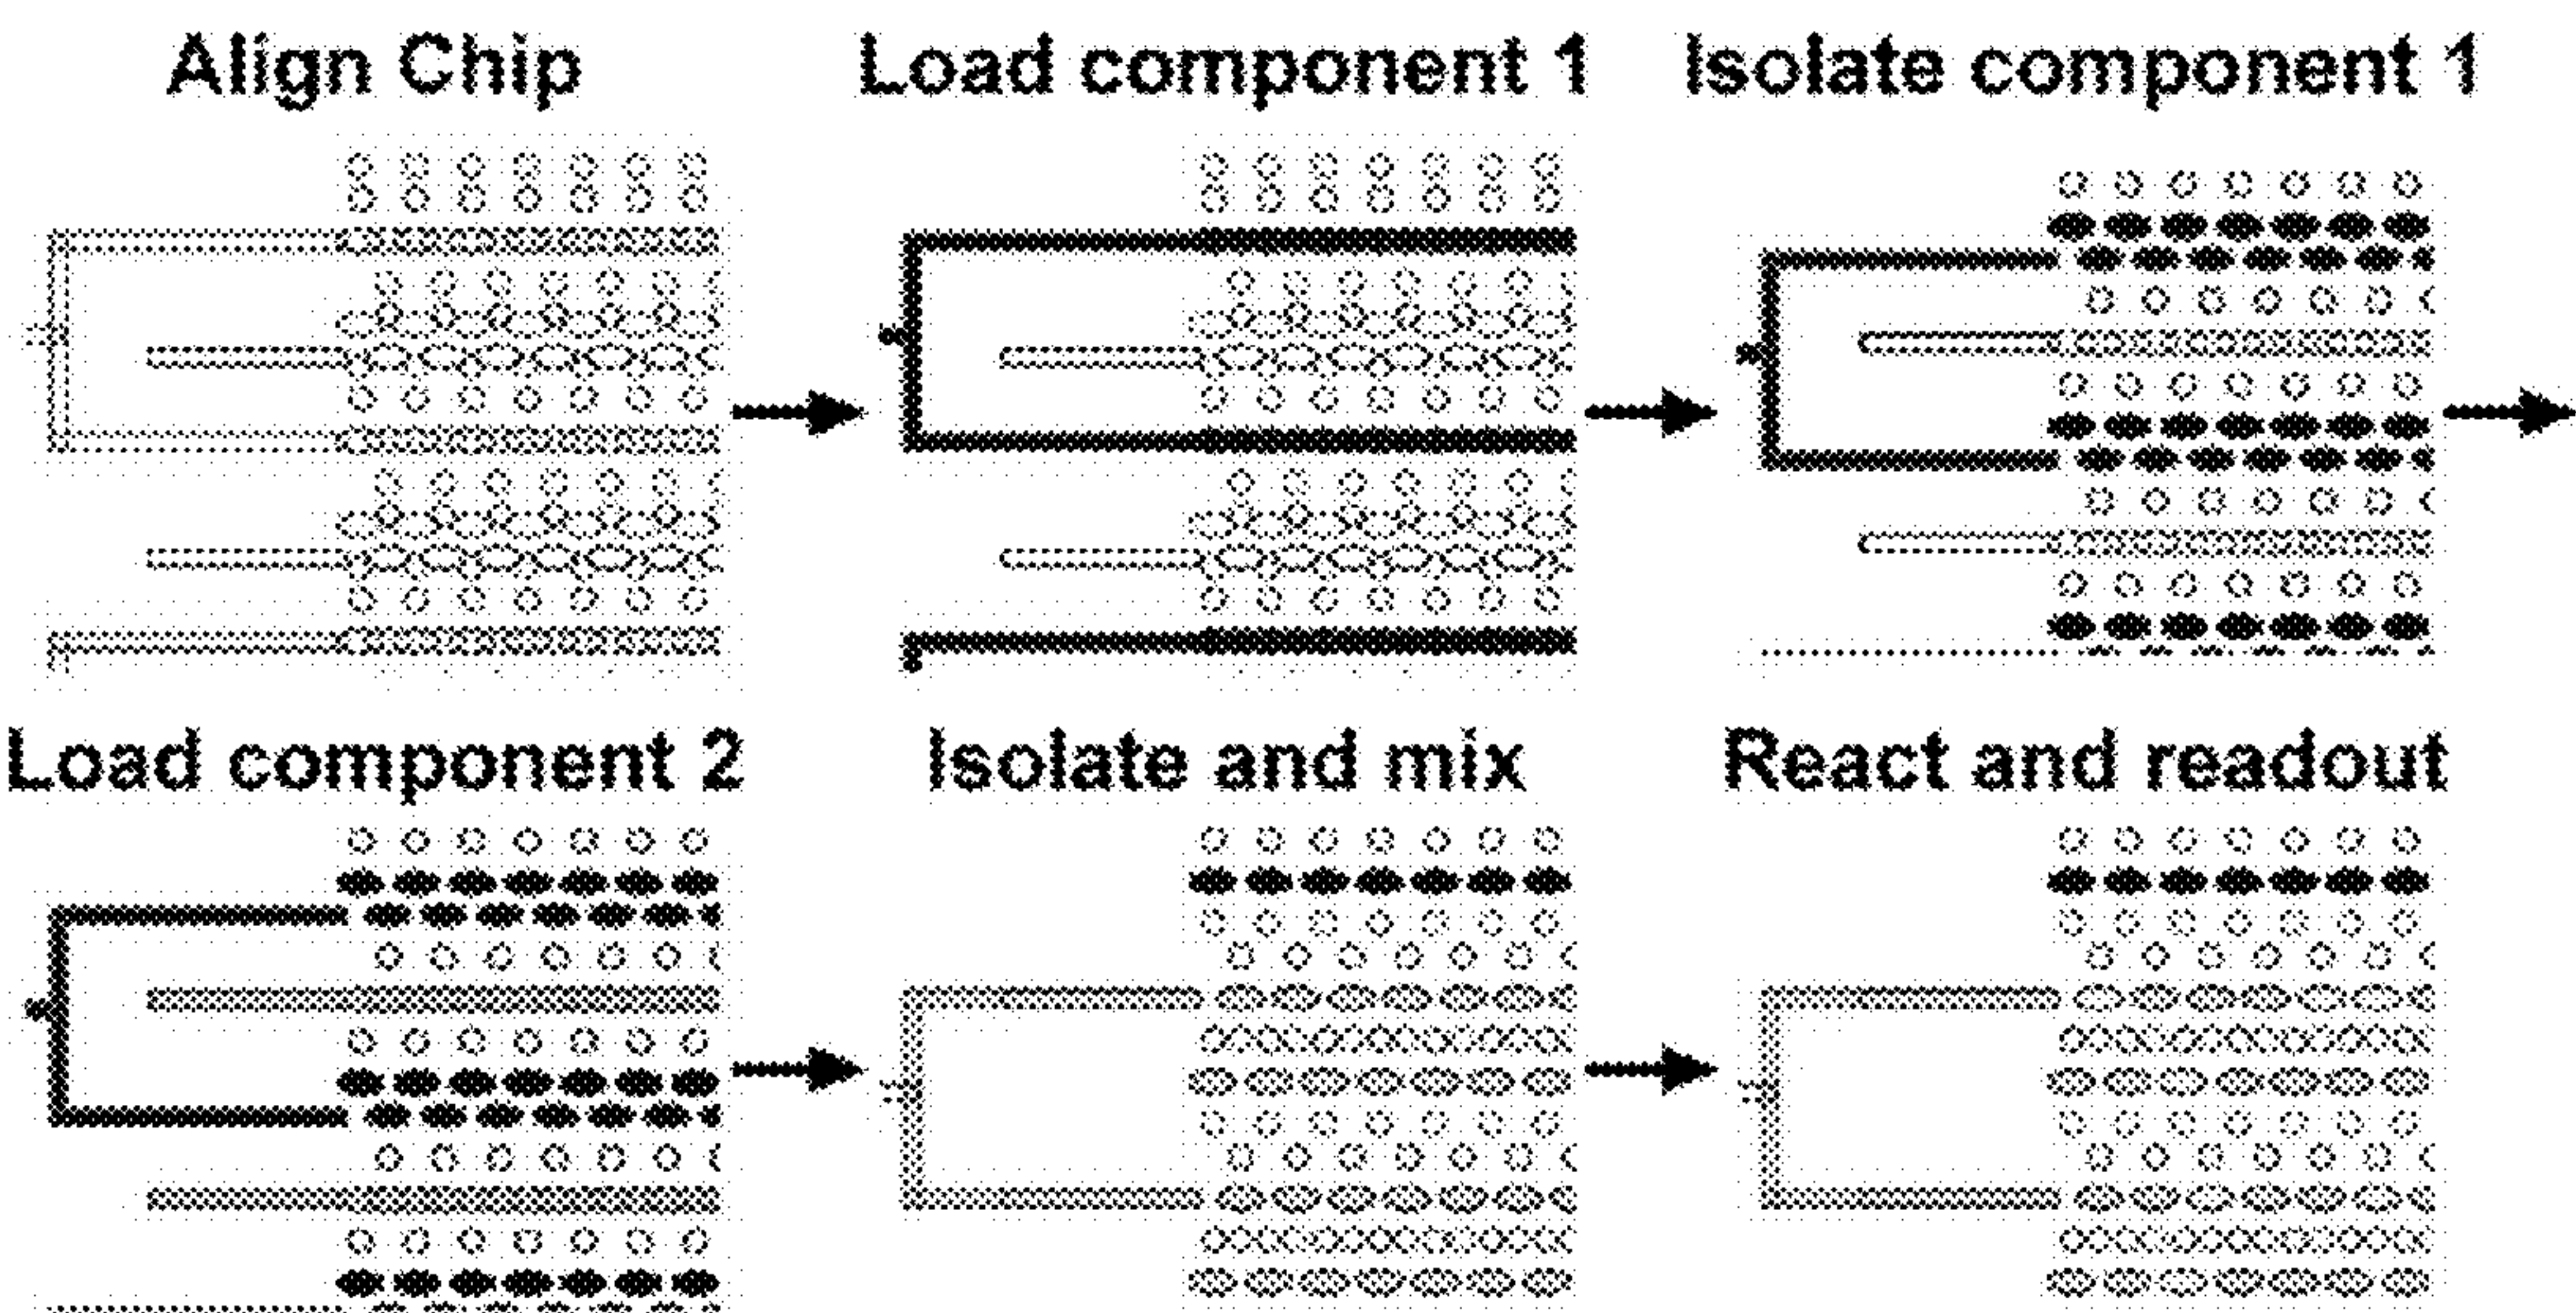 Align Chip
Load component 1
Isolate component 1
Load component 2
Isolate and mix
React and readout